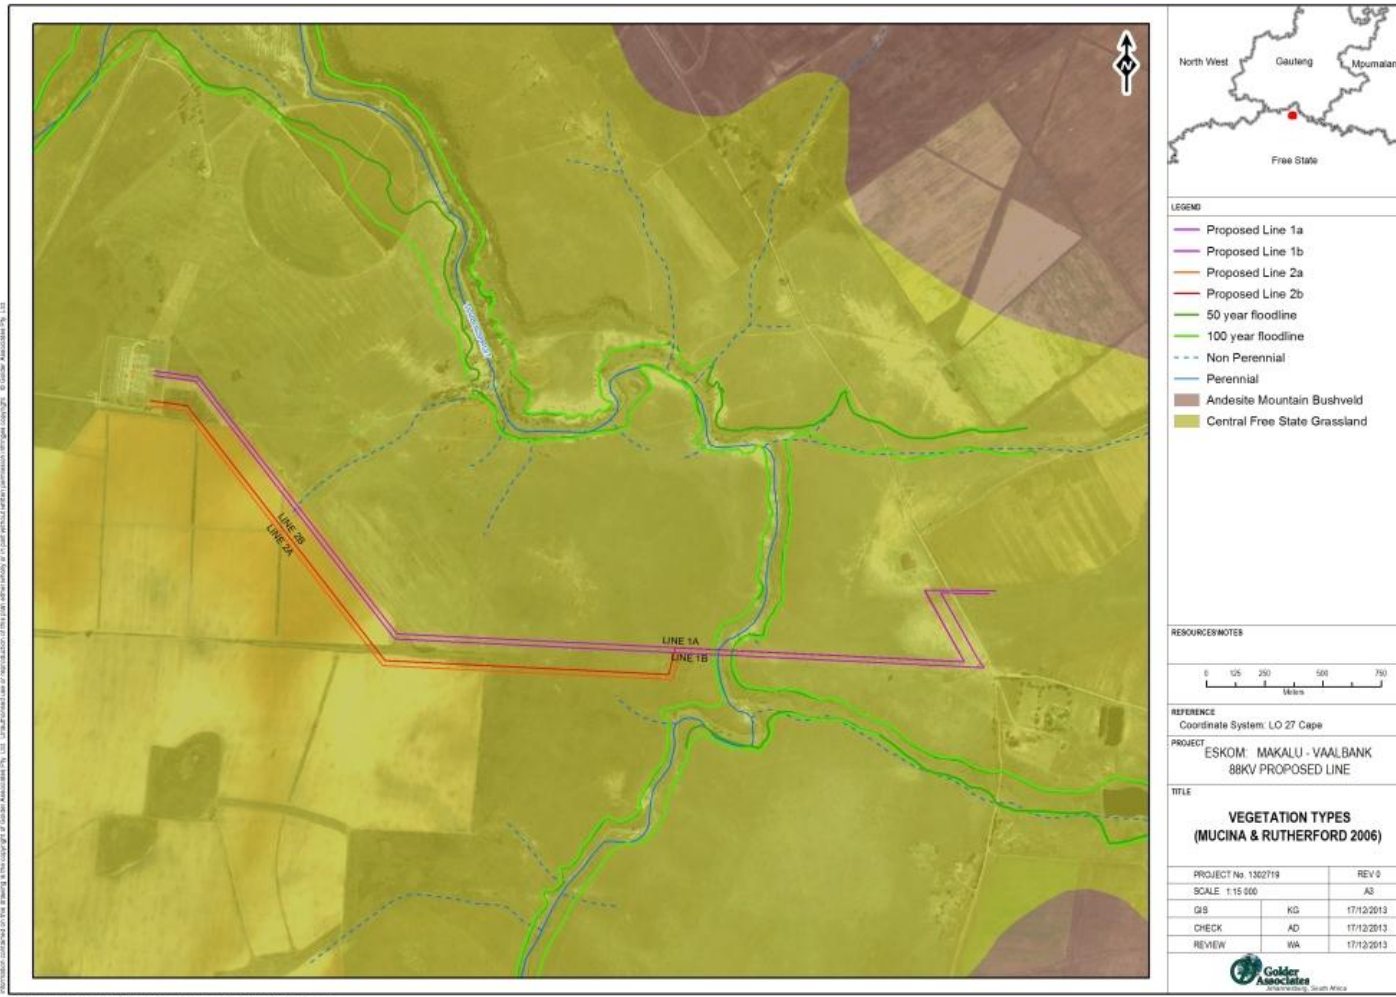 North West
Gauteng
Mpumalan
Free State
LEGEND
Proposed Line 1a
Proposed Line 1b
Proposed Line 2a
Proposed Line 2b
50 year floodline
100 year floodline
Non Perennial
Perennial
Andesite Mountain Bushveld
Central Free State Grassland
N
LINE 2B
LINE 2A
LINE 1A
LINE 1B
RESOURCES\NOTES
0 125 250 500 750
Meters
REFERENCE
Coordinate System: LO 27 Cape
PROJECT
ESKOM: MAKALU - VAALBANK
88KV PROPOSED LINE
TITLE
VEGETATION TYPES
(MUCINA & RUTHERFORD 2006)
PROJECT No. 1302719 REV 0
SCALE 1:15 000 A3
GIS KG 17/12/2013
CHECK AD 17/12/2013
REVIEW WA 17/12/2013
Golder
Associates
Johannesburg, South Africa